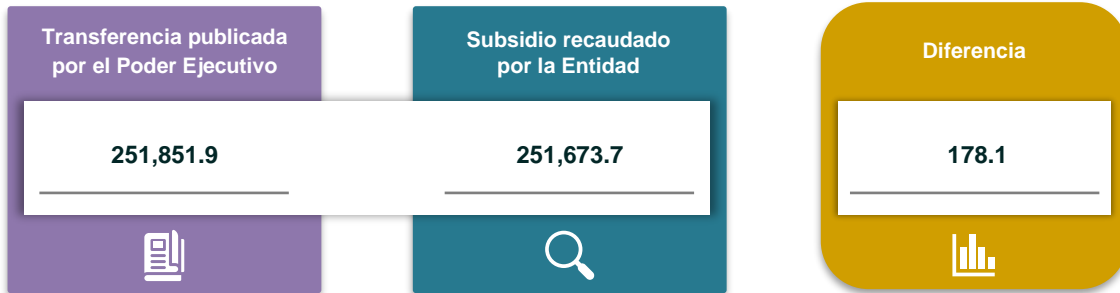 Transferencia publicada
por el Poder Ejecutivo
251,851.9
Subsidio recaudado
por la Entidad
251,673.7
Diferencia
178.1